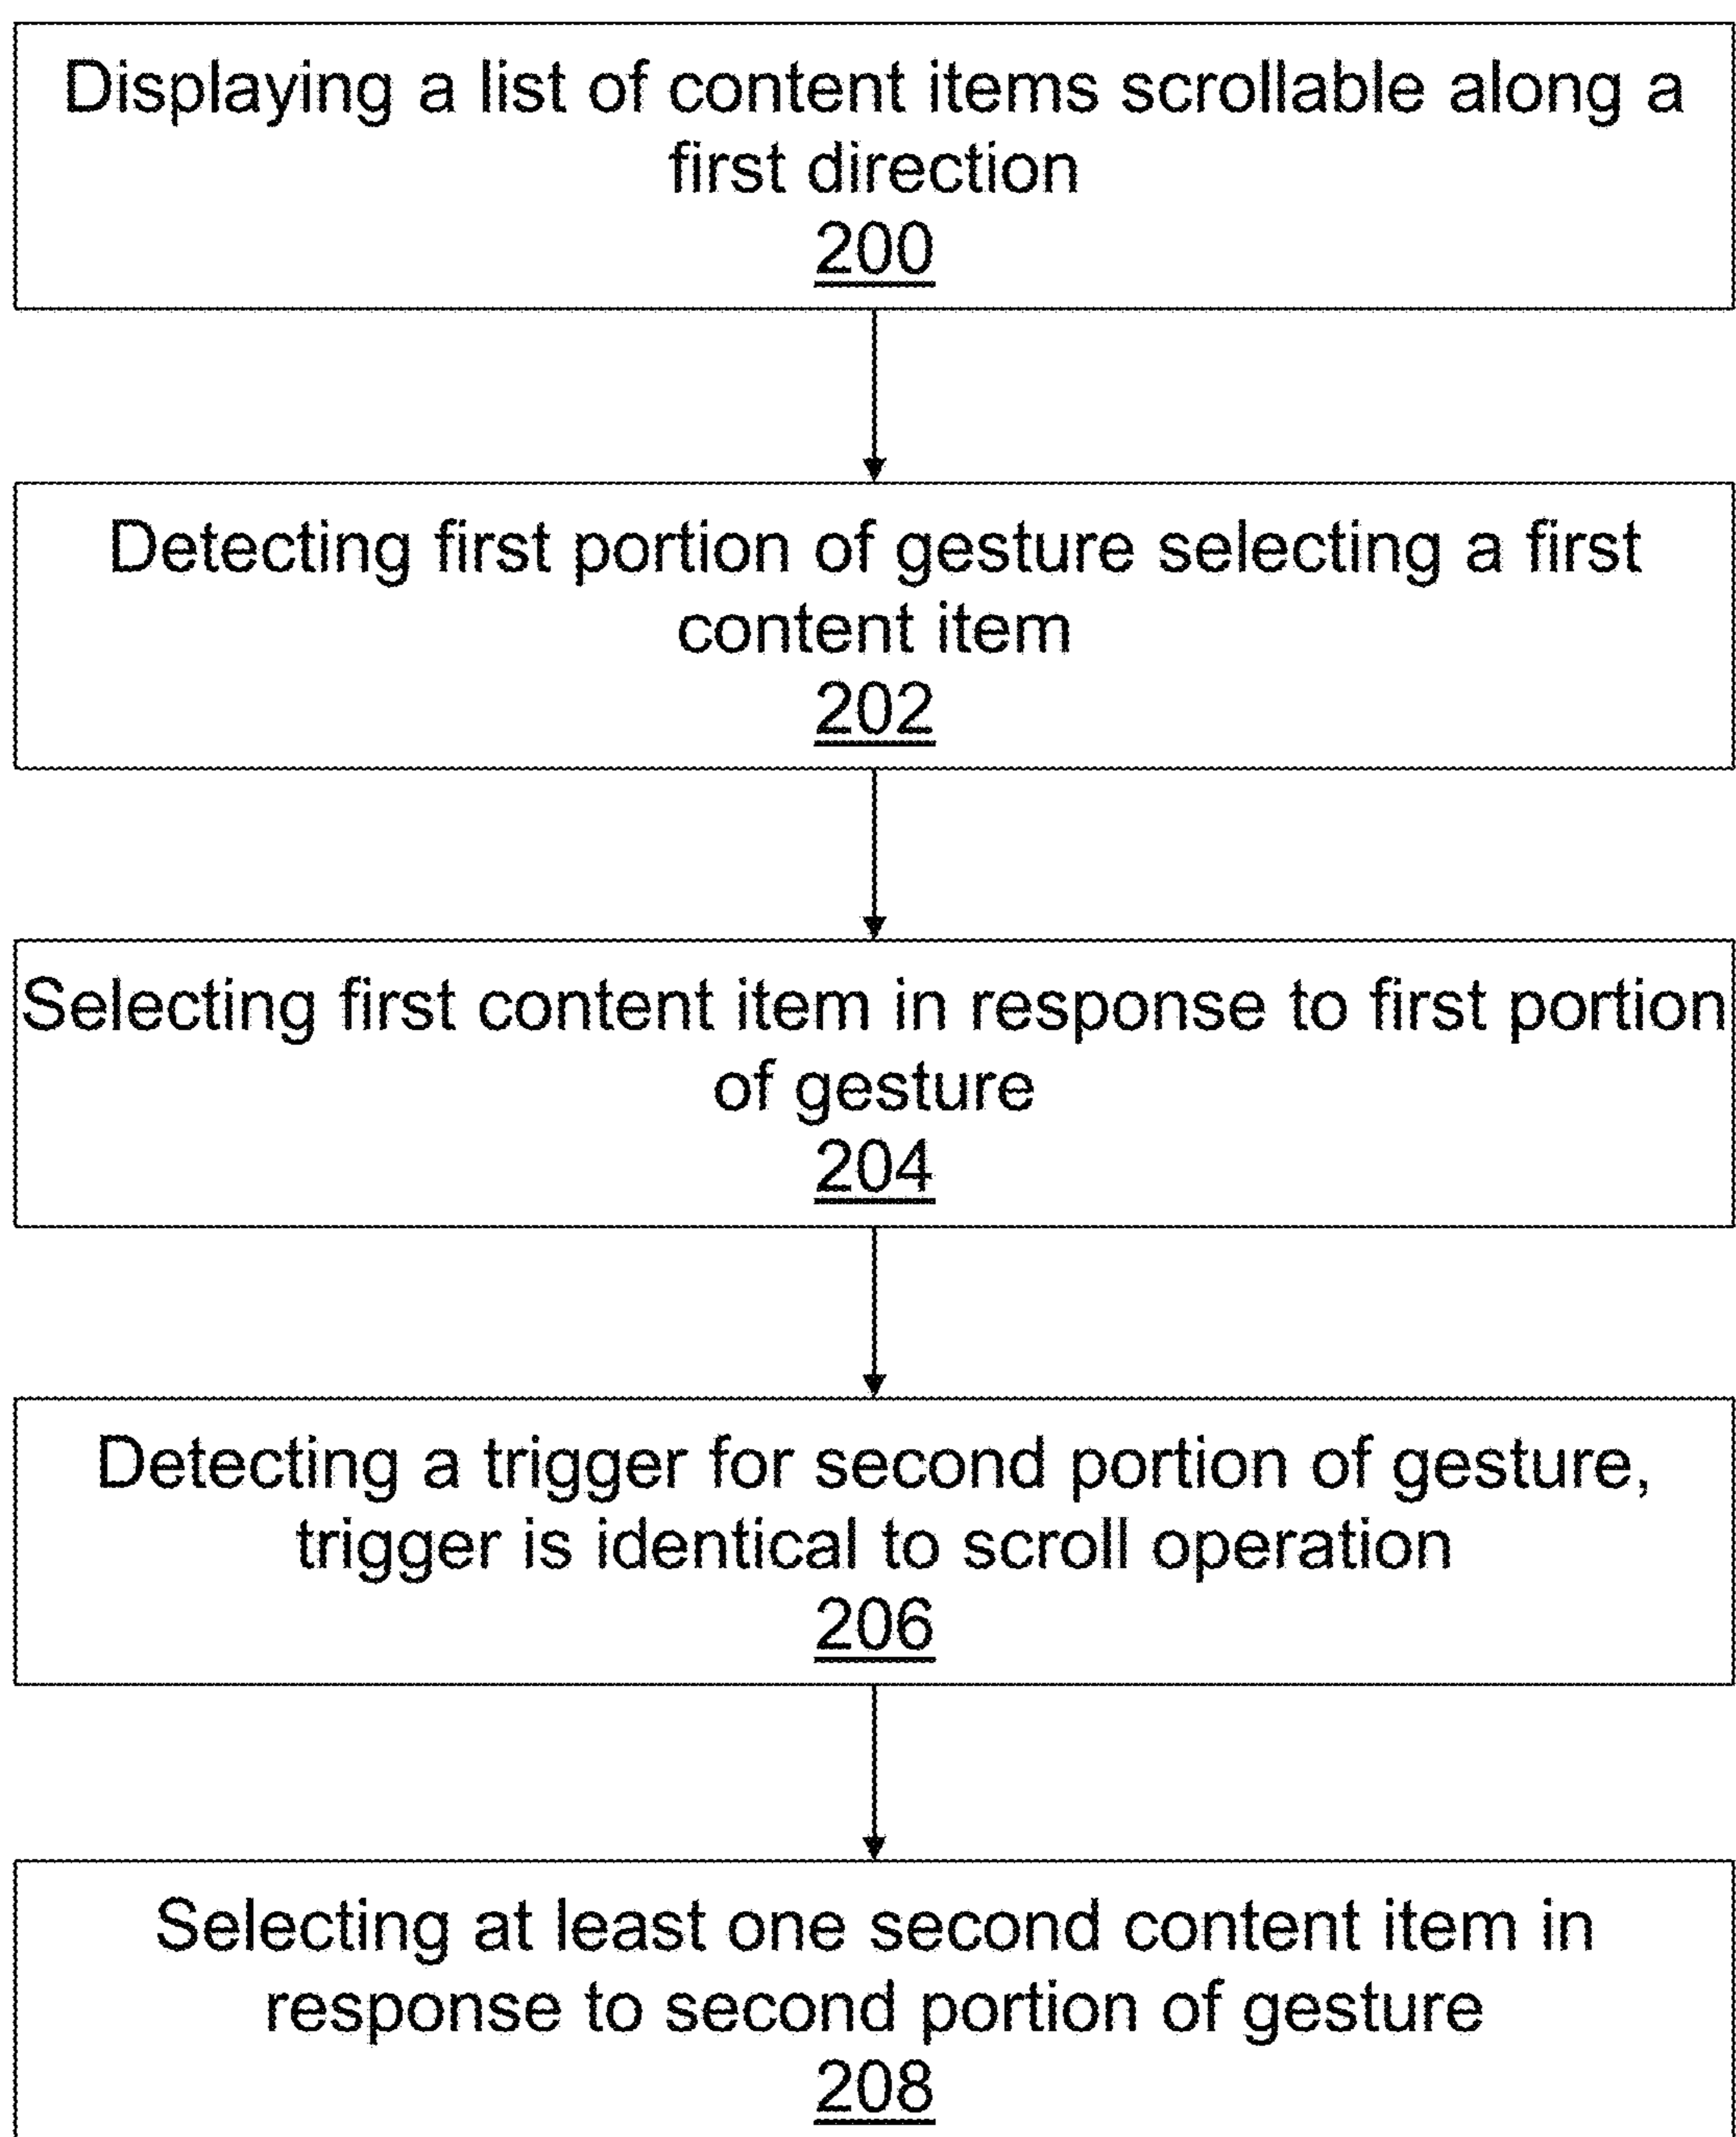 Displaying a list of content items scrollable along a
first direction
200
Detecting first portion of gesture selecting a first
content item
202
Selecting first content item in response to first portion
of gesture
204
Detecting a trigger for second portion of gesture,
trigger is identical to scroll operation
206
Selecting at least one second content item in
response to second portion of gesture
208